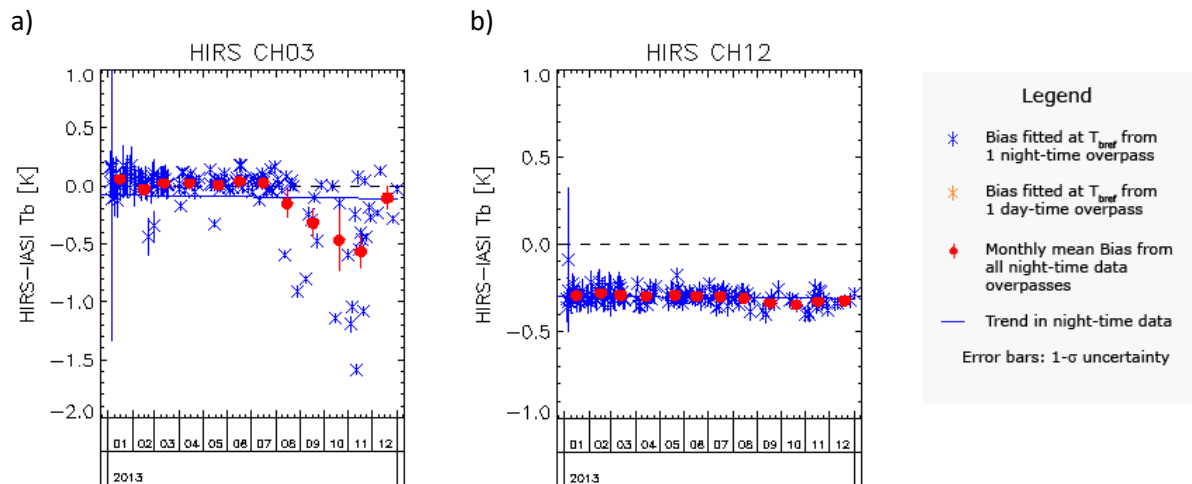 a)
HIRS CH03
HIRS-IASI Tb [K]
1.0
0.5
0.0
-0.5
-1.0
-1.5
-2.0
01 02 03 04 05 06 07 08 09 10 11 12
2013
b)
HIRS CH12
HIRS-IASI Tb [K]
1.0
0.5
0.0
-0.5
-1.0
01 02 03 04 05 06 07 08 09 10 11 12
2013
Legend
Bias fitted at Tbref from
1 night-time overpass
Bias fitted at Tbref from
1 day-time overpass
Monthly mean Bias from
all night-time data
overpasses
Trend in night-time data
Error bars: 1-σ uncertainty